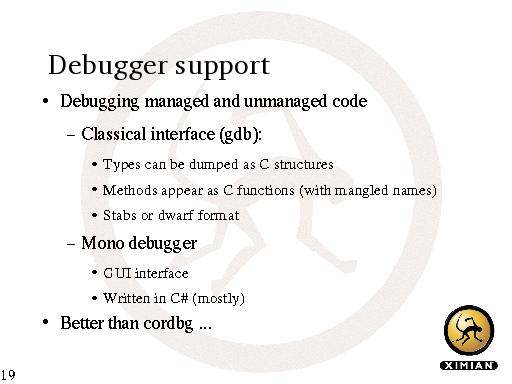 Debugger support
• Debugging managed and unmanaged code
– Classical interface (gdb):
• Types can be dumped as C structures
• Methods appear as C functions (with mangled names)
• Stabs or dwarf format
– Mono debugger
• GUI interface
• Written in C# (mostly)
• Better than cordbg ...
XIMIAN
19